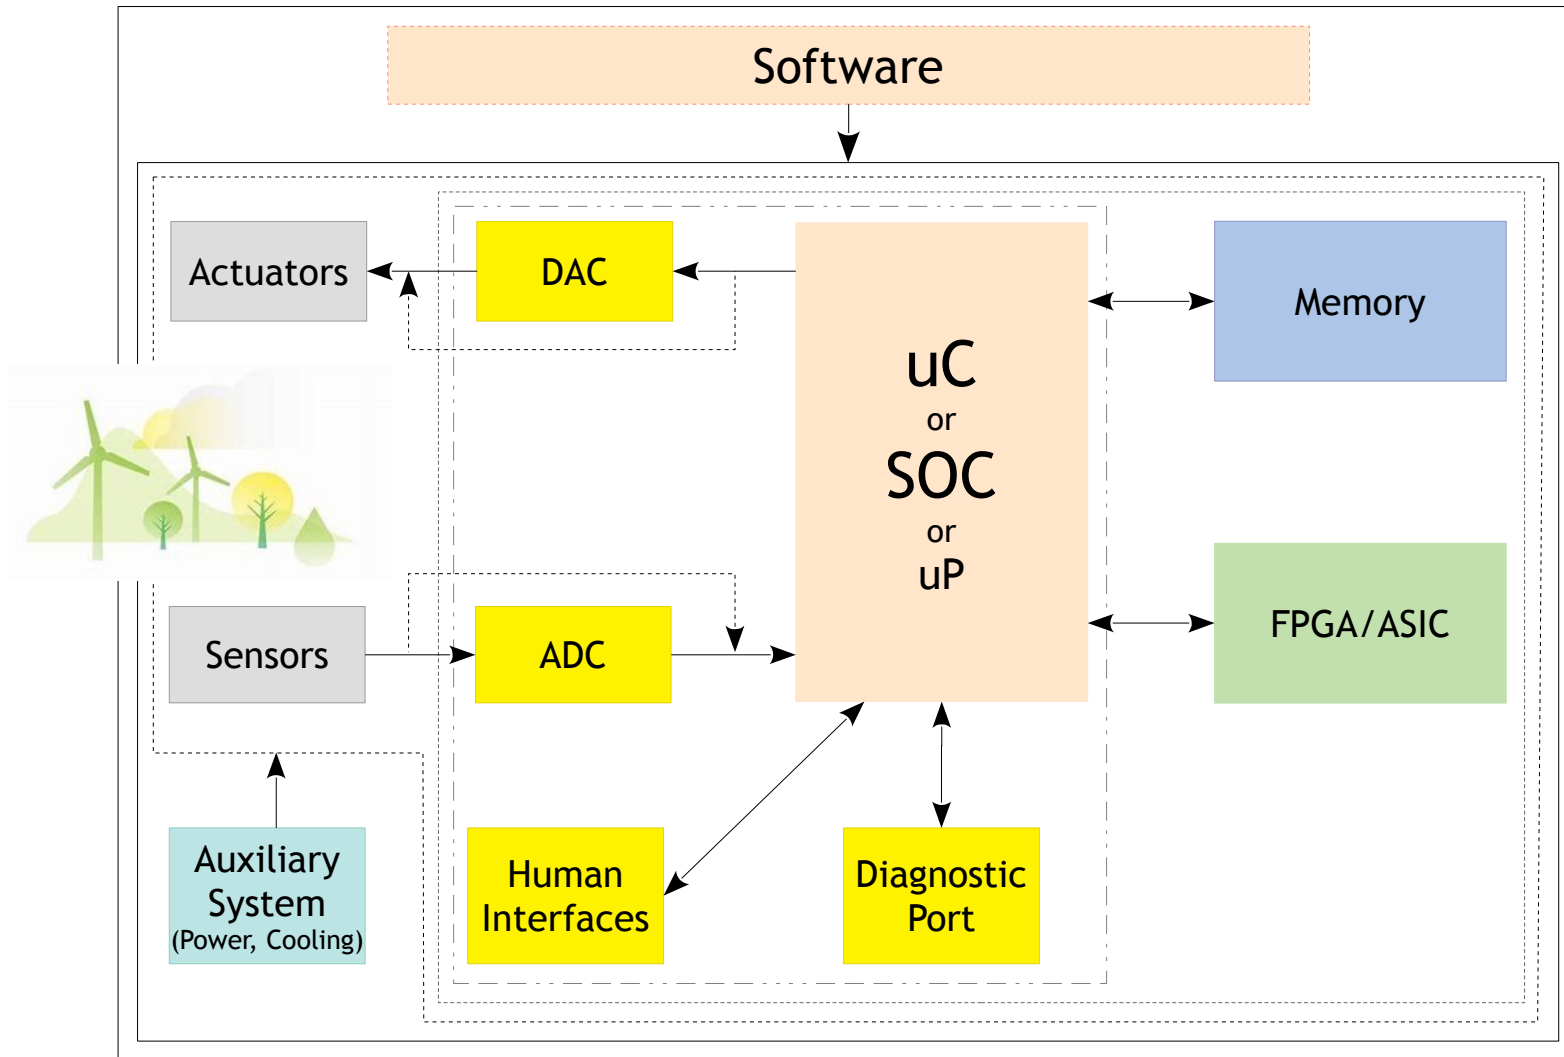 Software
Actuators
DAC
uC
or
SOC
or
uP
Memory
Sensors
ADC
FPGA/ASIC
Auxiliary
System
(Power, Cooling)
Human
Interfaces
Diagnostic
Port